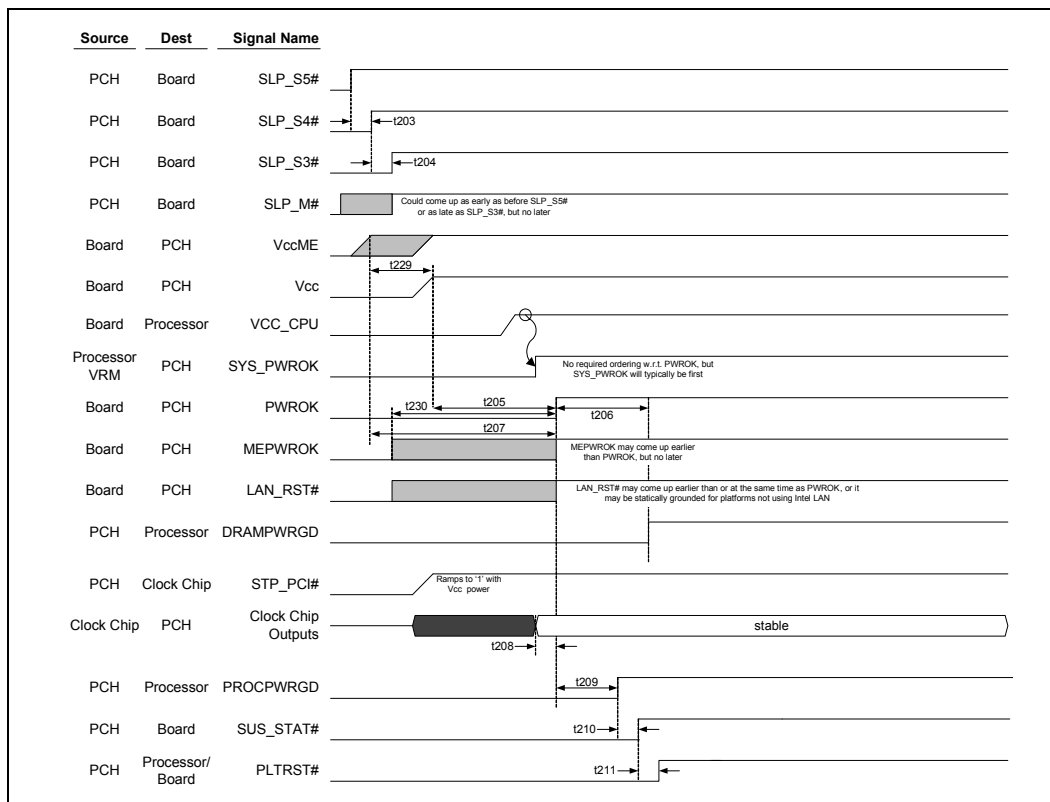 Source Dest Signal Name
PCH Board SLP_S5#
PCH Board SLP_S4# t203
PCH Board SLP_S3# t204
PCH Board SLP_M# Could come up as early as before SLP_S5#
or as late as SLP_S3#, but no later
Board PCH VccME
t229
Board PCH Vcc
Board Processor VCC_CPU
Processor
VRM PCH SYS_PWROK No required ordering w.r.t. PWROK, but
SYS_PWROK will typically be first
Board PCH PWROK t230 t205 t206
t207
Board PCH MEPWROK MEPWROK may come up earlier
than PWROK, but no later
Board PCH LAN_RST# LAN_RST# may come up earlier than or at the same time as PWROK, or it
may be statically grounded for platforms not using Intel LAN
PCH Processor DRAMPWRGD
PCH Clock Chip STP_PCI# Ramps to '1' with
Vcc power
Clock Chip PCH Clock Chip
Outputs stable
t208
t209
PCH Processor PROCPWRGD
PCH Board SUS_STAT# t210
PCH Processor/
Board PLTRST# t211